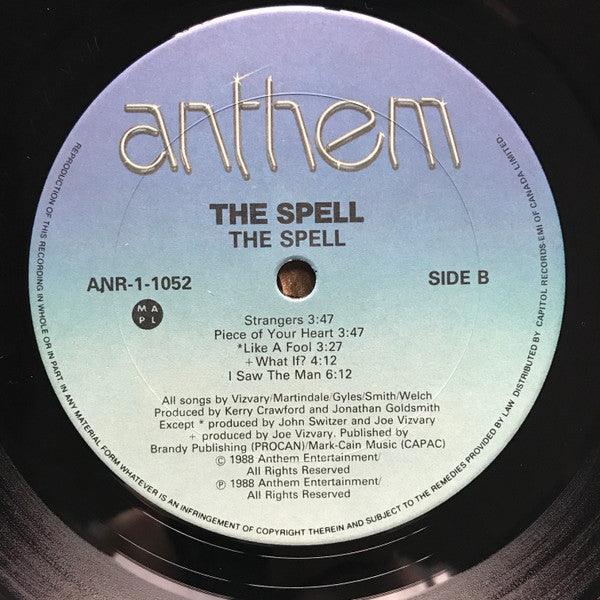 anthem
THE SPELL
THE SPELL
ANR-1-1052
SIDE B
M A
P L
Strangers 3:47
Piece of Your Heart 3:47
*Like A Fool 3:27
+ What If? 4:12
I Saw The Man 6:12
All songs by Vizvary/Martindale/Gyles/Smith/Welch
Produced by Kerry Crawford and Jonathan Goldsmith
Except * produced by John Switzer and Joe Vizvary
+ produced by Joe Vizvary. Published by
Brandy Publishing (PROCAN)/Mark-Cain Music (CAPAC)
© 1988 Anthem Entertainment/
All Rights Reserved
℗ 1988 Anthem Entertainment/
All Rights Reserved
REPRODUCTION OF THIS RECORDING IN WHOLE OR IN PART, IN ANY MATERIAL FORM WHATEVER IS AN INFRINGEMENT OF COPYRIGHT THEREIN AND SUBJECT TO THE REMEDIES PROVIDED BY LAW DISTRIBUTED BY CAPITOL RECORDS-EMI OF CANADA LIMITED.